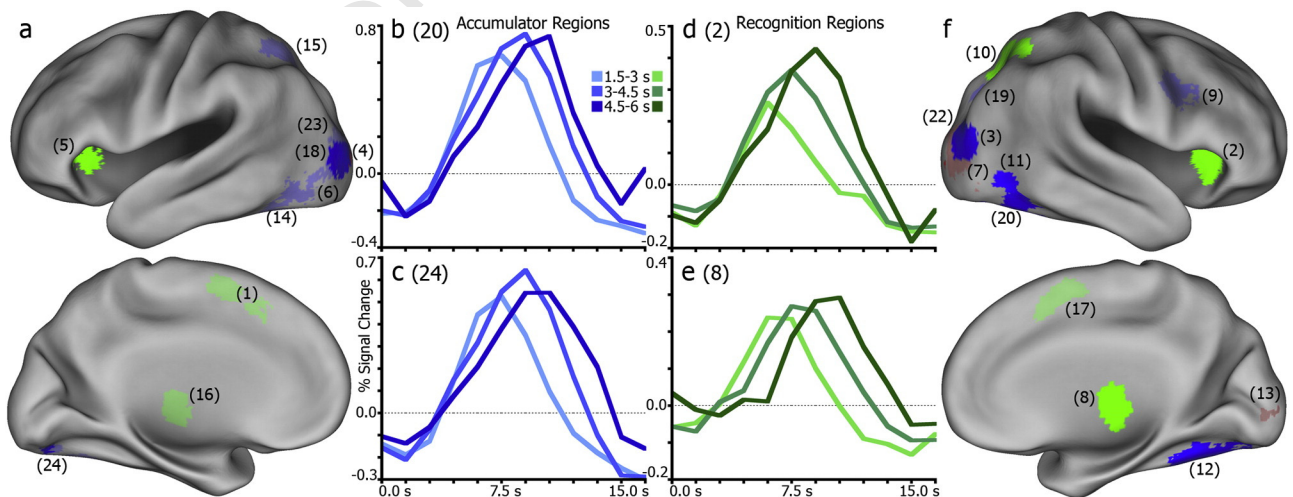 a
(15)
(23)
(18)
(4)
(5)
(6)
(14)
(1)
(16)
(24)
b (20) Accumulator Regions
0.8
0.0
-0.4
1.5-3 s
3-4.5 s
4.5-6 s
c (24)
0.7
% Signal Change
0.0
-0.3
0.0 s 7.5 s 15.0 s
d (2) Recognition Regions
0.5
0.0
-0.2
e (8)
0.4
0.0
-0.2
0.0 s 7.5 s 15.0 s
f
(10)
(19)
(9)
(22)
(3)
(2)
(7)
(11)
(20)
(17)
(8)
(13)
(12)